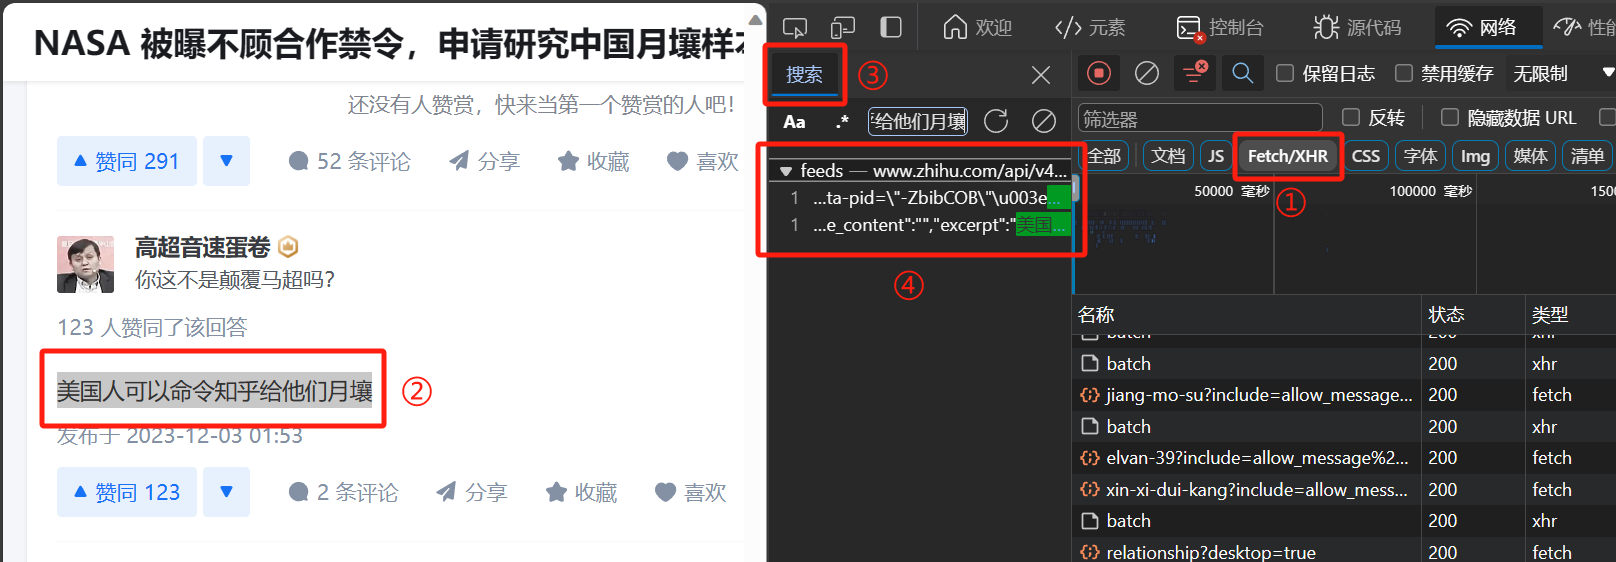 NASA 被曝不顾合作禁令，申请研究中国月壤样
还没有人赞赏，快来当第一个赞赏的人吧！
赞同 291
52 条评论
分享
收藏
喜欢
高超音速蛋卷
你这不是颠覆马超吗？
123 人赞同了该回答
美国人可以命令知乎给他们月壤
②
发布于 2023-12-03 01:53
赞同 123
2 条评论
分享
收藏
喜欢
搜索
③
Aa
.*
给他们月壤
feeds — www.zhihu.com/api/v4...
1 ...ta-pid=\"-ZbibCOB\"\u003e...
1 ...e_content":"","excerpt":"美国...
④
欢迎
元素
控制台
源代码
网络
性能
保留日志
禁用缓存
无限制
筛选器
反转
隐藏数据 URL
全部
文档
JS
Fetch/XHR
CSS
字体
Img
媒体
清单
①
50000 毫秒
100000 毫秒
1500
名称 状态 类型
batch 200 xhr
batch 200 xhr
jiang-mo-su?include=allow_message... 200 fetch
batch 200 xhr
elvan-39?include=allow_message%2... 200 fetch
xin-xi-dui-kang?include=allow_mess... 200 fetch
batch 200 xhr
relationship?desktop=true 200 fetch